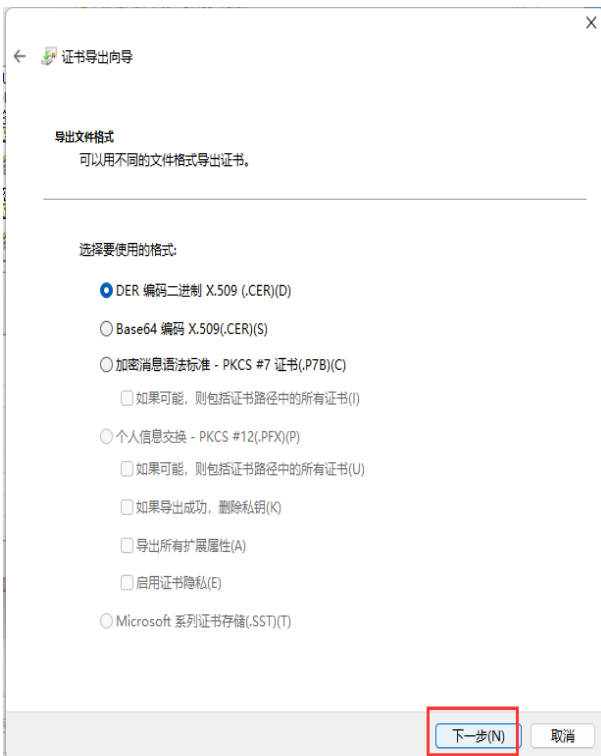 证书导出向导
导出文件格式
可以用不同的文件格式导出证书。
选择要使用的格式:
DER 编码二进制 X.509 (.CER)(D)
Base64 编码 X.509(.CER)(S)
加密消息语法标准 - PKCS #7 证书(.P7B)(C)
如果可能，则包括证书路径中的所有证书(I)
个人信息交换 - PKCS #12(.PFX)(P)
如果可能，则包括证书路径中的所有证书(U)
如果导出成功，删除私钥(K)
导出所有扩展属性(A)
启用证书隐私(E)
Microsoft 系列证书存储(.SST)(T)
下一步(N)
取消